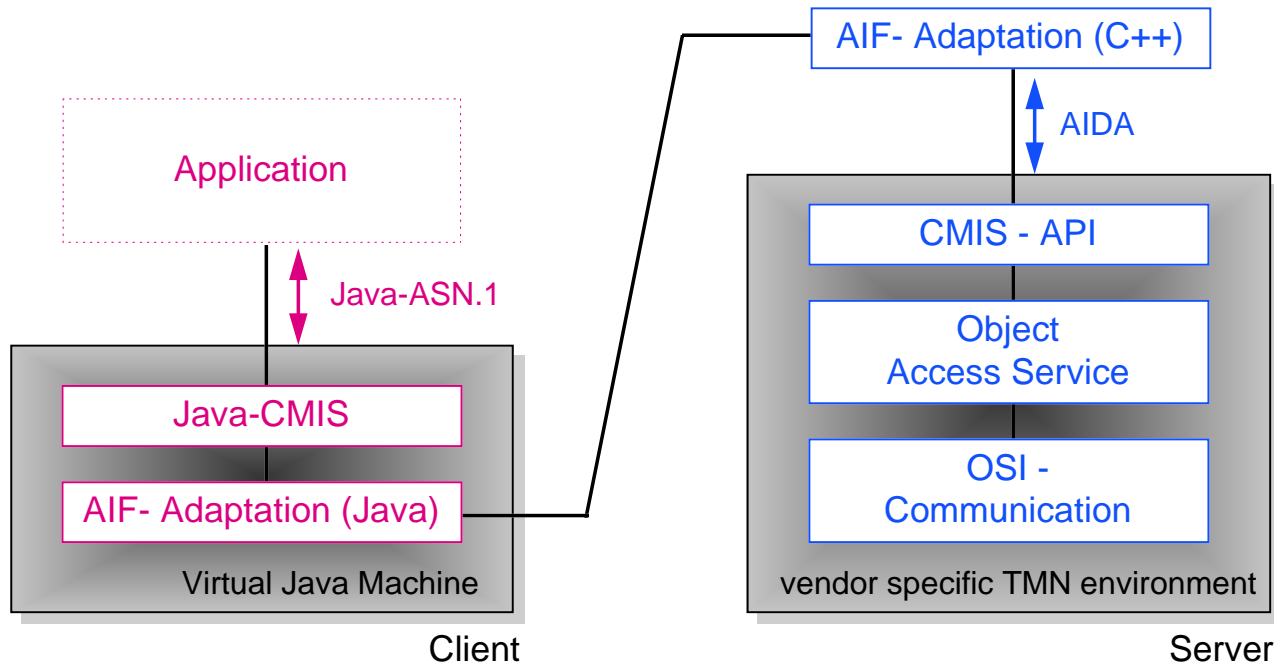 Application
Java-ASN.1
Java-CMIS
AIF- Adaptation (Java)
Virtual Java Machine
Client
AIF- Adaptation (C++)
AIDA
CMIS - API
Object
Access Service
OSI -
Communication
vendor specific TMN environment
Server